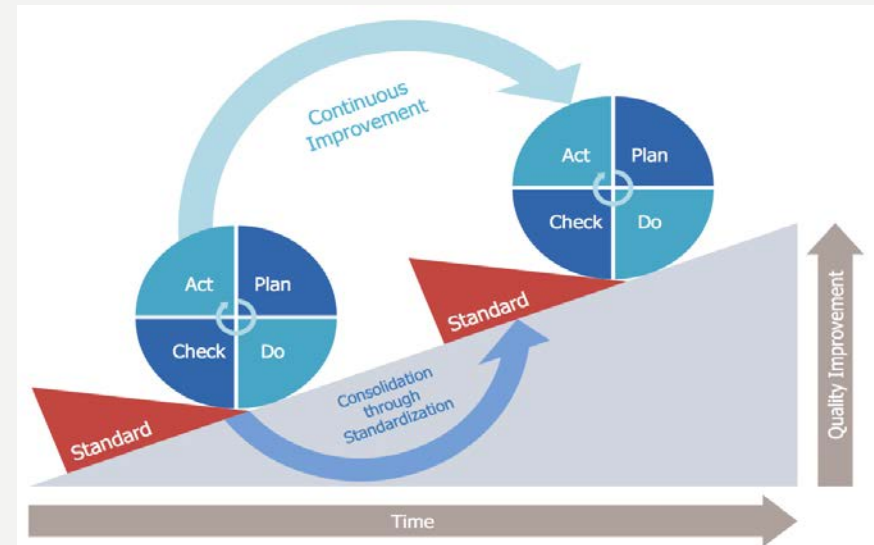 Continuous
Improvement
Act
Plan
Check
Do
Act
Plan
Check
Do
Standard
Standard
Consolidation
through
Standardization
Quality Improvement
Time